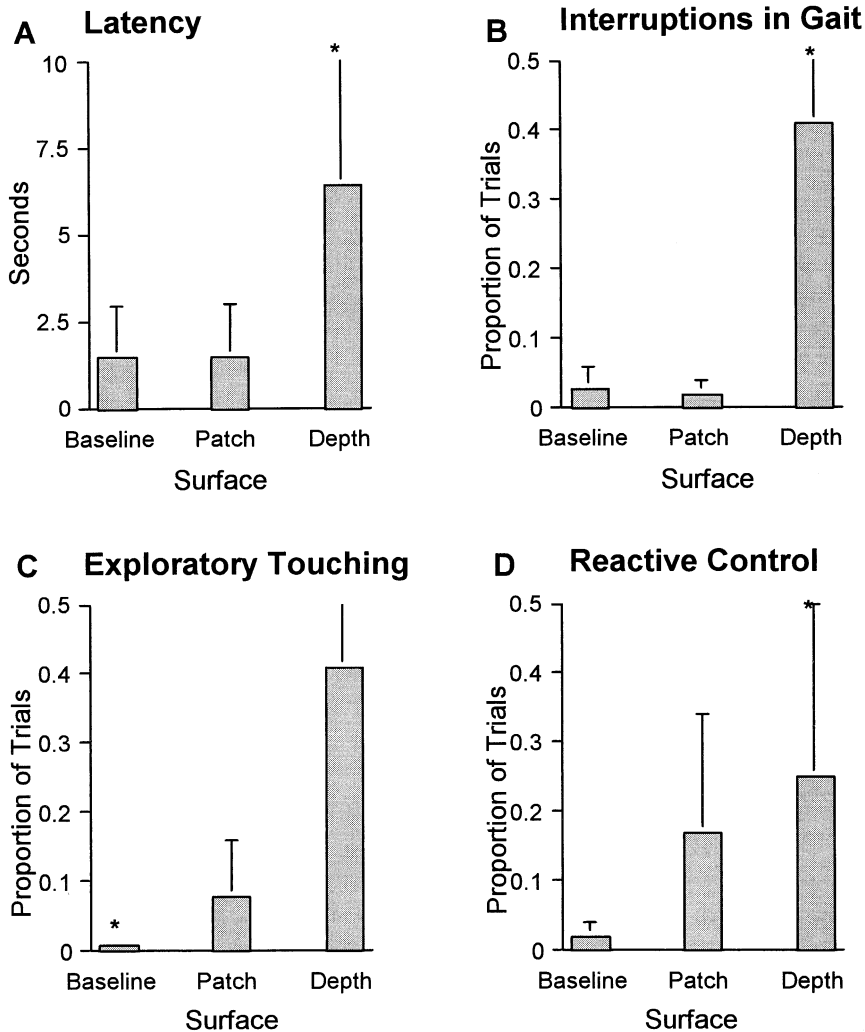 A Latency
*
10
7.5
5
2.5
0
Seconds
Baseline Patch Depth
Surface
B Interruptions in Gait
*
0.5
0.4
0.3
0.2
0.1
0
Proportion of Trials
Baseline Patch Depth
Surface
C Exploratory Touching
0.5
0.4
0.3
0.2
0.1
0
Proportion of Trials
*
Baseline Patch Depth
Surface
D Reactive Control
*
0.5
0.4
0.3
0.2
0.1
0
Proportion of Trials
Baseline Patch Depth
Surface